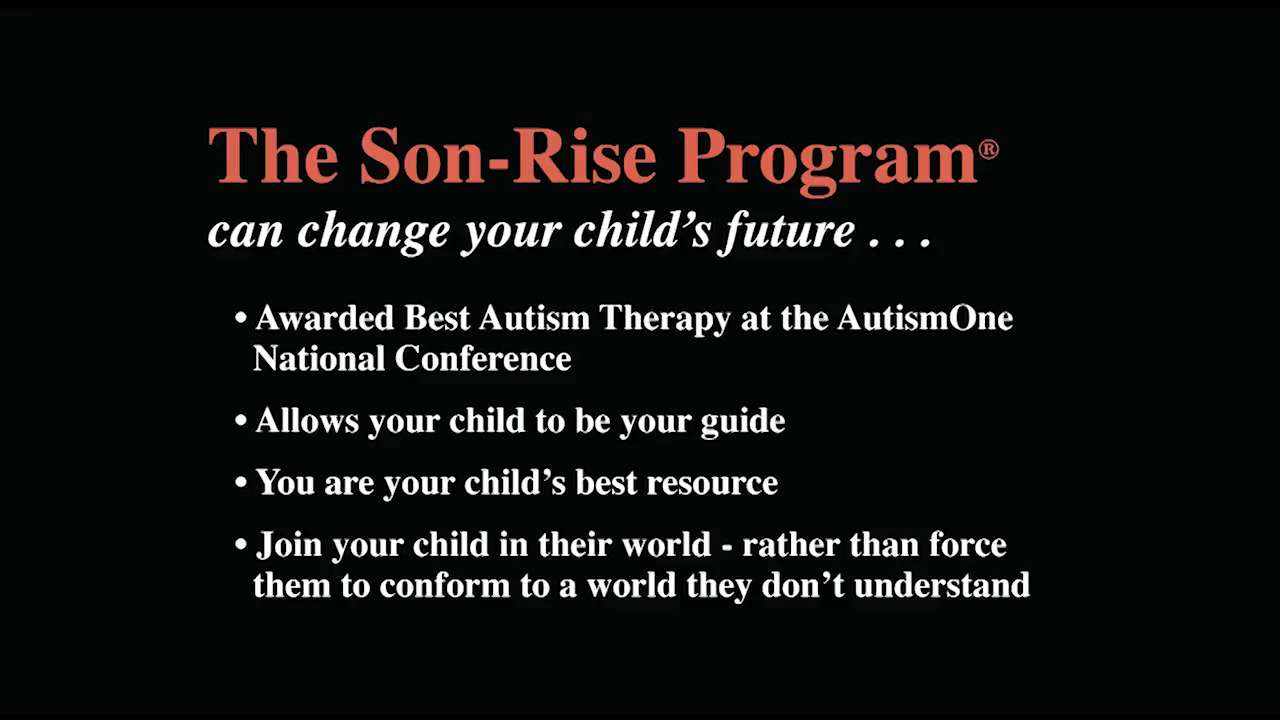 The Son-Rise Program®
can change your child’s future . . .
• Awarded Best Autism Therapy at the AutismOne
National Conference
• Allows your child to be your guide
• You are your child’s best resource
• Join your child in their world - rather than force
them to conform to a world they don’t understand